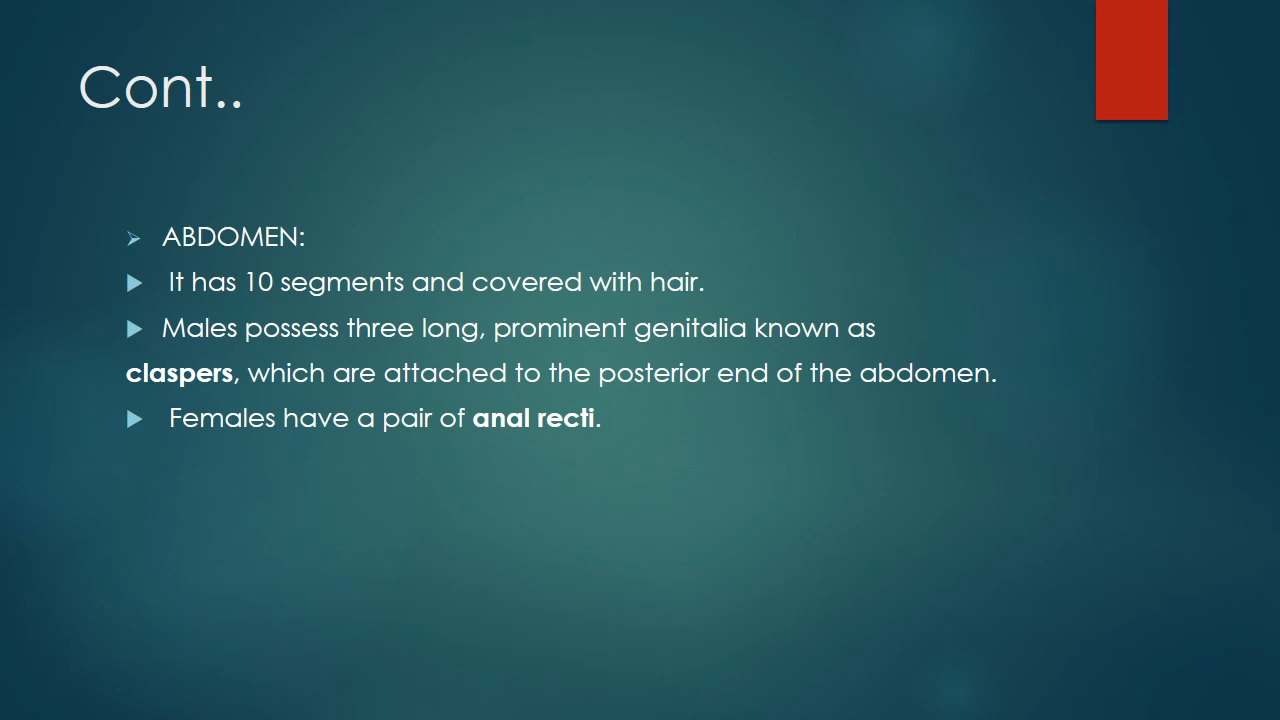 Cont..
ABDOMEN:
It has 10 segments and covered with hair.
Males possess three long, prominent genitalia known as
claspers, which are attached to the posterior end of the abdomen.
Females have a pair of anal recti.